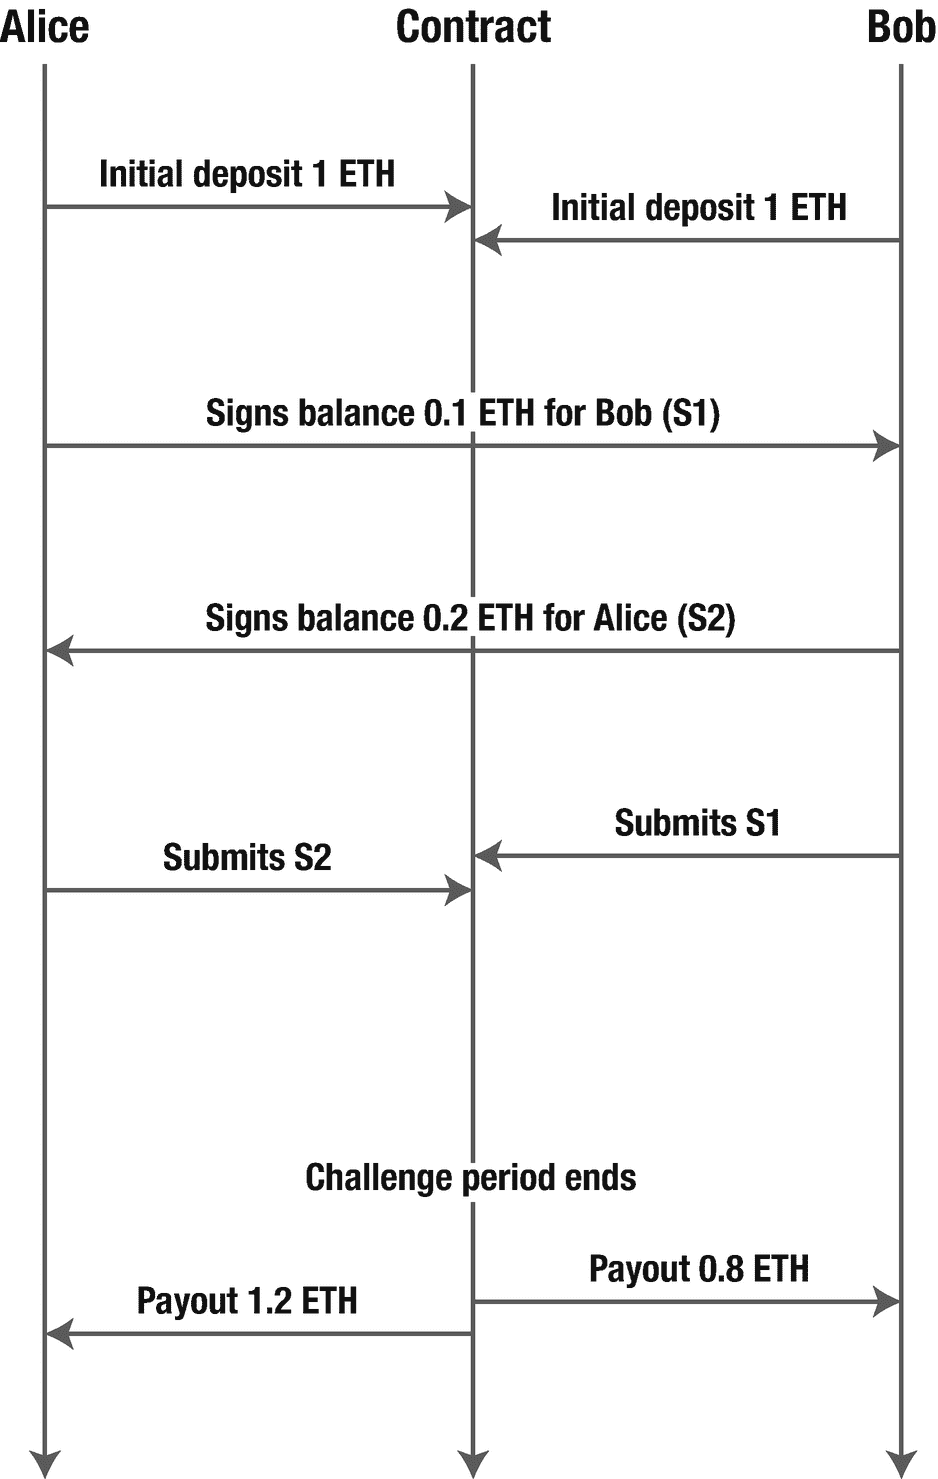 Alice
Contract
Bob
Initial deposit 1 ETH
Initial deposit 1 ETH
Signs balance 0.1 ETH for Bob (S1)
Signs balance 0.2 ETH for Alice (S2)
Submits S1
Submits S2
Challenge period ends
Payout 0.8 ETH
Payout 1.2 ETH